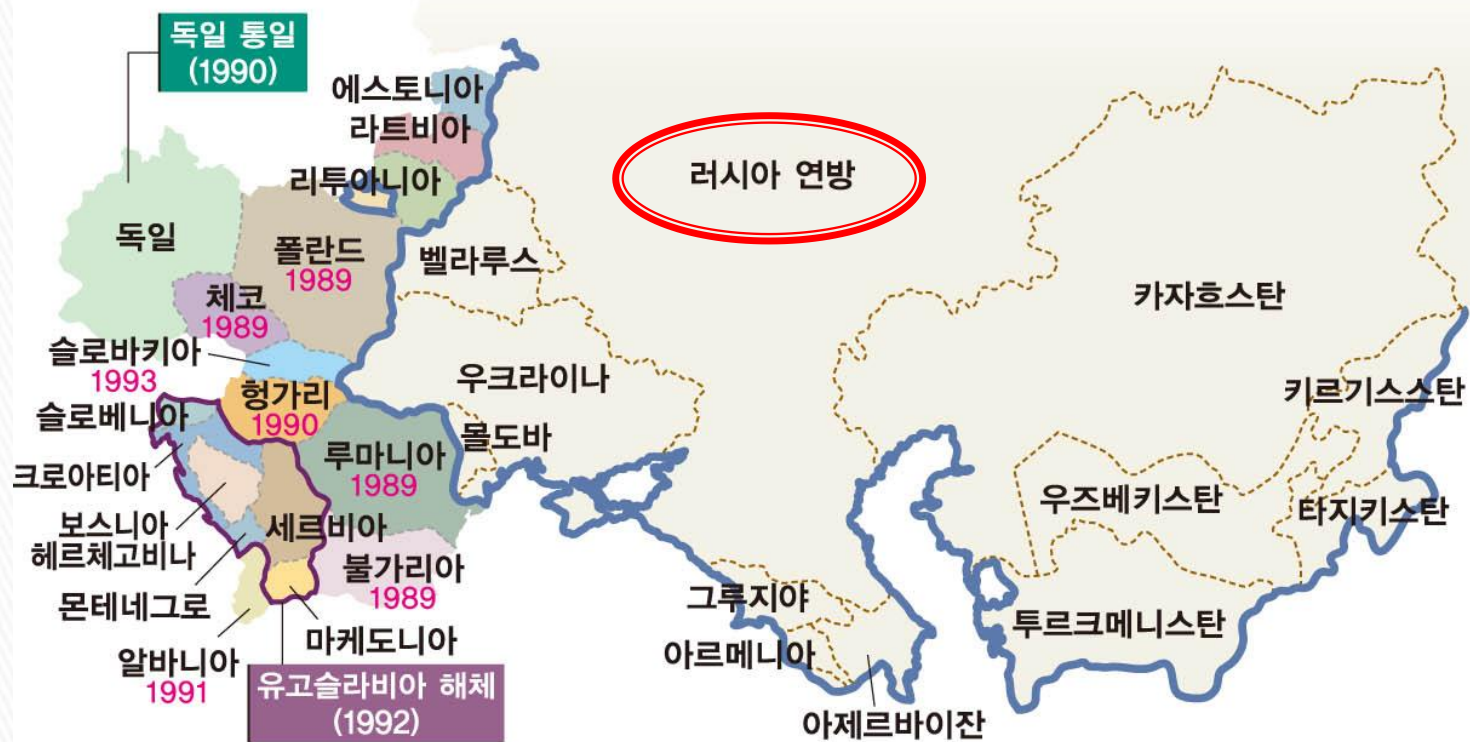 독일 통일
(1990)
에스토니아
라트비아
리투아니아
러시아 연방
독일
폴란드
1989
벨라루스
체코
1989
카자흐스탄
슬로바키아
1993
우크라이나
헝가리
1990
키르기스스탄
슬로베니아
몰도바
루마니아
1989
크로아티아
우즈베키스탄
타지키스탄
보스니아
헤르체고비나
세르비아
불가리아
1989
몬테네그로
그루지야
투르크메니스탄
마케도니아
아르메니아
알바니아
1991
유고슬라비아 해체
(1992)
아제르바이잔